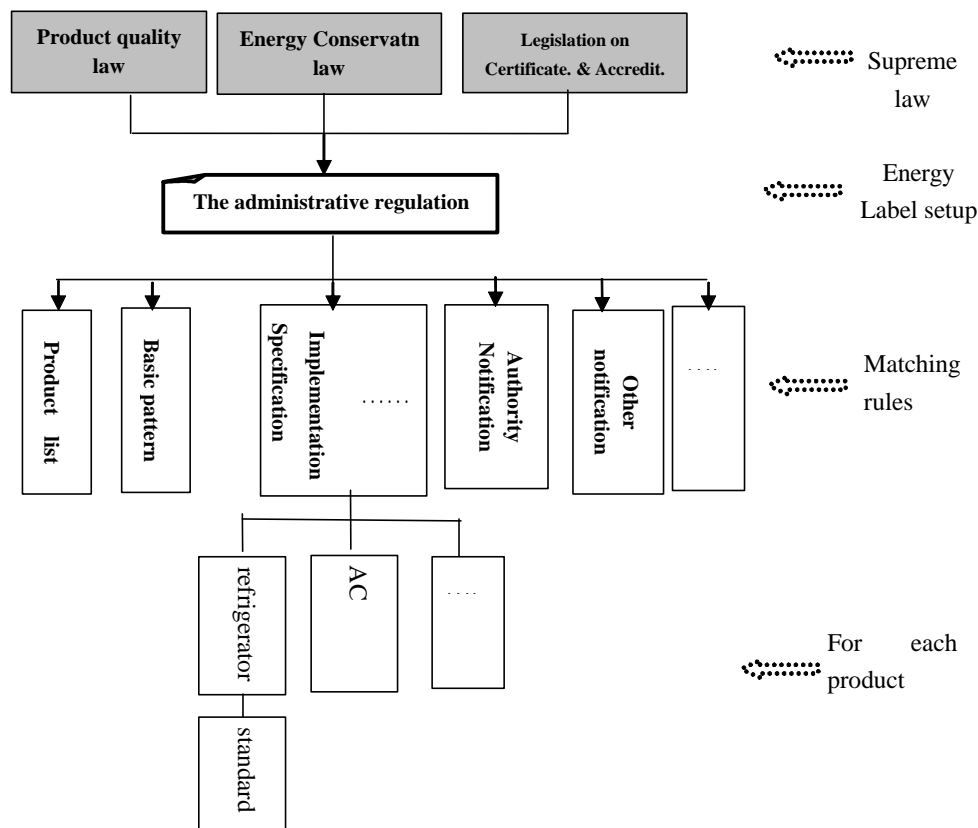 Product quality
law
Energy Conservatn
law
Legislation on
Certificate. & Accredit.
Supreme
law
The administrative regulation
Energy
Label setup
Product list
Basic pattern
Implementation
Specification
......
Authority
Notification
Other
notification
....
Matching
rules
refrigerator
AC
....
For each
product
standard